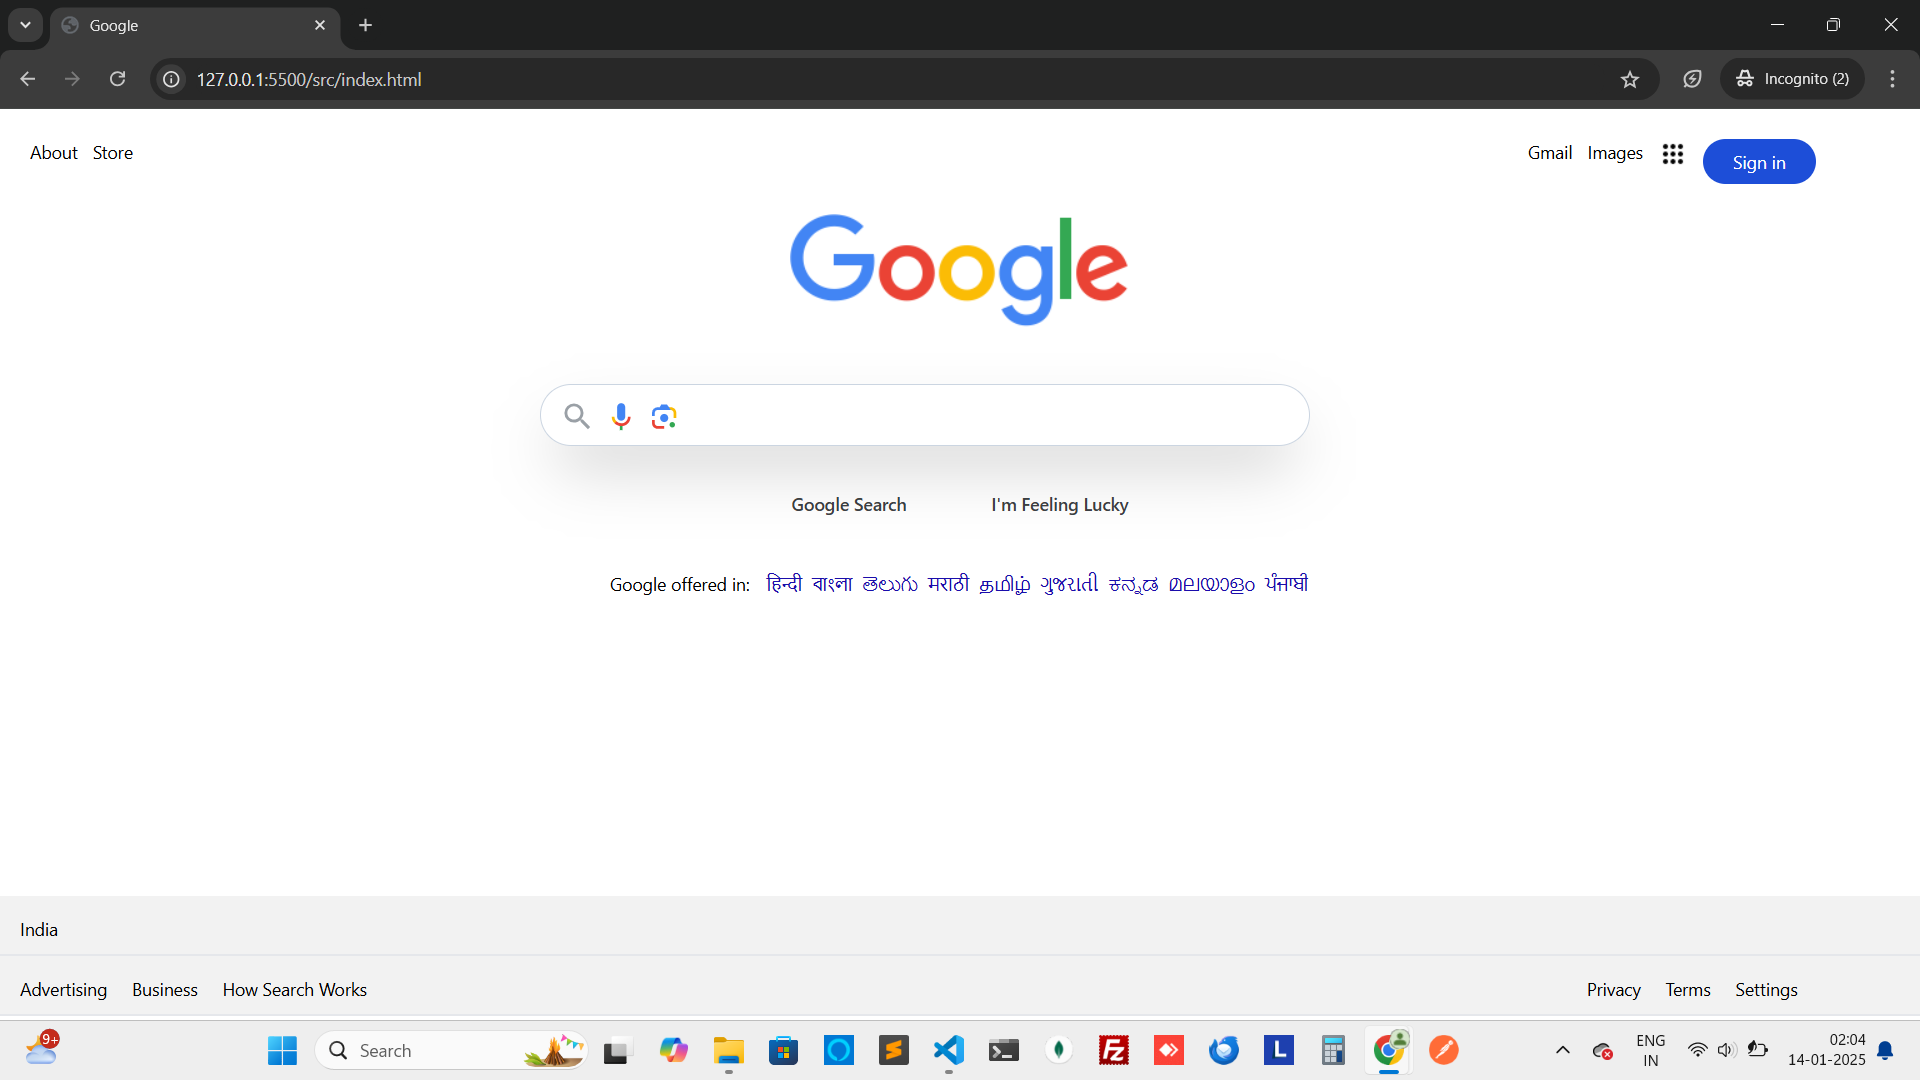 Google
127.0.0.1:5500/src/index.html
Incognito (2)
About Store
Gmail Images Sign in
Google
Google Search I'm Feeling Lucky
Google offered in: हिन्दी বাংলা తెలుగు मराठी தமிழ் ગુજરાતી ಕನ್ನಡ മലയാളം ਪੰਜਾਬੀ
India
Advertising Business How Search Works
Privacy Terms Settings
9+
Search
Fz
L
ENG
IN
02:04
14-01-2025